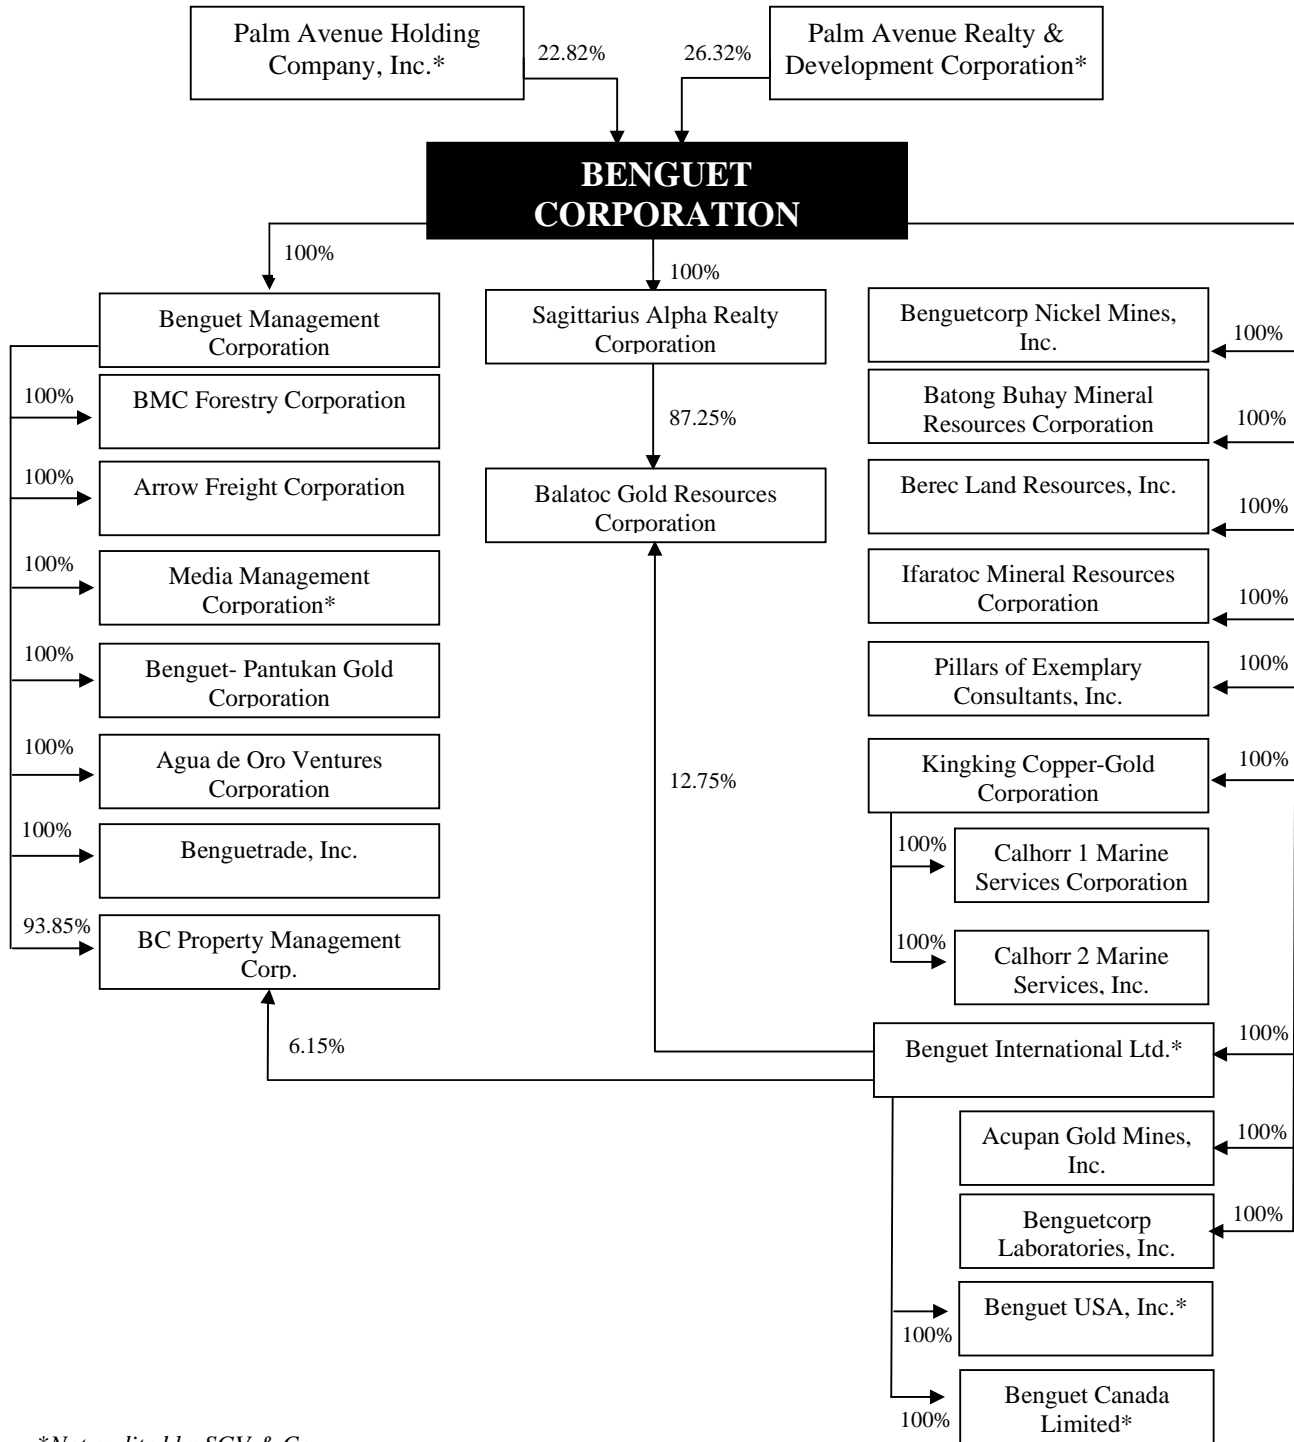 Palm Avenue Holding
Company, Inc.*
22.82%
26.32%
Palm Avenue Realty &
Development Corporation*
BENGUET
CORPORATION
100%
100%
Benguet Management
Corporation
Sagittarius Alpha Realty
Corporation
Benguetcorp Nickel Mines,
Inc.
100%
100%
BMC Forestry Corporation
87.25%
Batong Buhay Mineral
Resources Corporation
100%
100%
Arrow Freight Corporation
Balatoc Gold Resources
Corporation
Berec Land Resources, Inc.
100%
100%
Media Management
Corporation*
Ifaratoc Mineral Resources
Corporation
100%
100%
Benguet- Pantukan Gold
Corporation
Pillars of Exemplary
Consultants, Inc.
100%
100%
Agua de Oro Ventures
Corporation
12.75%
Kingking Copper-Gold
Corporation
100%
100%
Benguetrade, Inc.
100%
Calhorr 1 Marine
Services Corporation
93.85%
BC Property Management
Corp.
100%
Calhorr 2 Marine
Services, Inc.
6.15%
Benguet International Ltd.*
100%
Acupan Gold Mines,
Inc.
100%
Benguetcorp
Laboratories, Inc.
100%
Benguet USA, Inc.*
100%
Benguet Canada
Limited*
100%